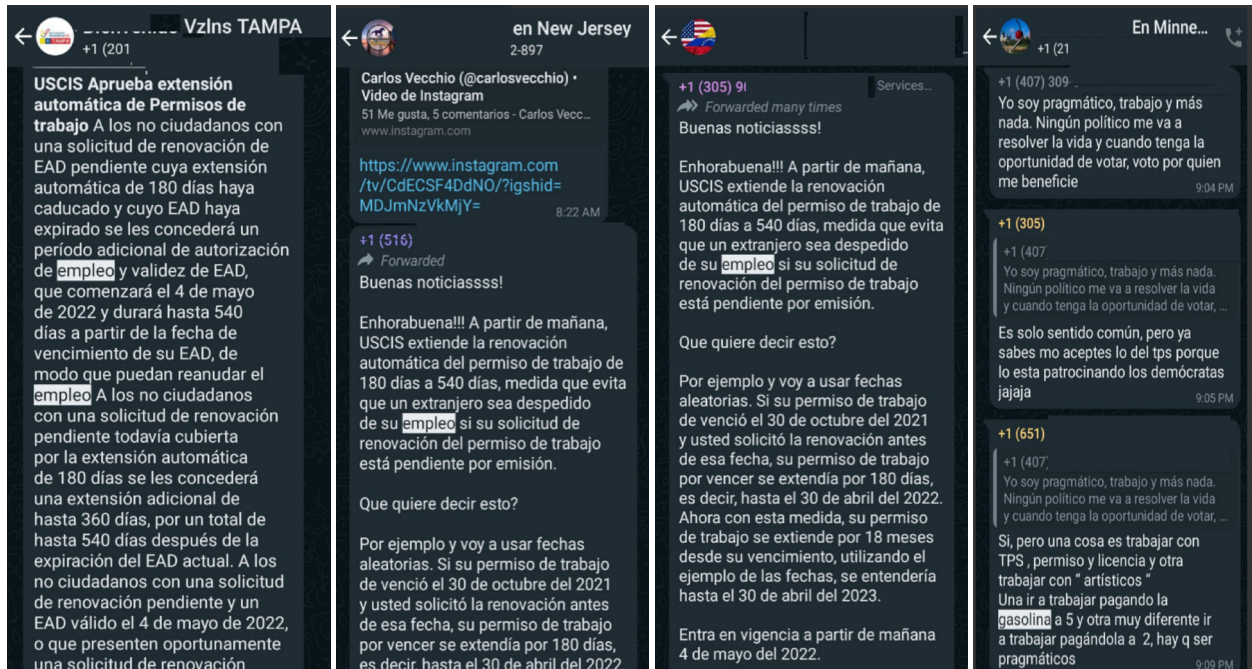 VzIns TAMPA
+1 (201
USCIS Aprueba extensión
automática de Permisos de
trabajo A los no ciudadanos con
una solicitud de renovación de
EAD pendiente cuya extensión
automática de 180 días haya
caducado y cuyo EAD haya
expirado se les concederá un
período adicional de autorización
de empleo y validez de EAD,
que comenzará el 4 de mayo
de 2022 y durará hasta 540
días a partir de la fecha de
vencimiento de su EAD, de
modo que puedan reanudar el
empleo A los no ciudadanos
con una solicitud de renovación
pendiente todavía cubierta
por la extensión automática
de 180 días se les concederá
una extensión adicional de
hasta 360 días, por un total de
hasta 540 días después de la
expiración del EAD actual. A los
no ciudadanos con una solicitud
de renovación pendiente y un
EAD válido el 4 de mayo de 2022,
o que presenten oportunamente
una solicitud de renovación
en New Jersey
2-897
Carlos Vecchio (@carlosvecchio) •
Video de Instagram
51 Me gusta, 5 comentarios - Carlos Vecc...
www.instagram.com
https://www.instagram.com
/tv/CdECSF4DdNO/?igshid=
MDJmNzVkMjY=
8:22 AM
+1 (516)
Forwarded
Buenas noticiassss!
Enhorabuena!!! A partir de mañana,
USCIS extiende la renovación
automática del permiso de trabajo de
180 días a 540 días, medida que evita
que un extranjero sea despedido
de su empleo si su solicitud de
renovación del permiso de trabajo
está pendiente por emisión.
Que quiere decir esto?
Por ejemplo y voy a usar fechas
aleatorias. Si su permiso de trabajo
de venció el 30 de octubre del 2021
y usted solicitó la renovación antes
de esa fecha, su permiso de trabajo
por vencer se extendía por 180 días,
es decir, hasta el 30 de abril del 2022
+1 (305) 9
Services...
Forwarded many times
Buenas noticiassss!
Enhorabuena!!! A partir de mañana,
USCIS extiende la renovación
automática del permiso de trabajo de
180 días a 540 días, medida que evita
que un extranjero sea despedido
de su empleo si su solicitud de
renovación del permiso de trabajo
está pendiente por emisión.
Que quiere decir esto?
Por ejemplo y voy a usar fechas
aleatorias. Si su permiso de trabajo
de venció el 30 de octubre del 2021
y usted solicitó la renovación antes
de esa fecha, su permiso de trabajo
por vencer se extendía por 180 días,
es decir, hasta el 30 de abril del 2022.
Ahora con esta medida, su permiso
de trabajo se extiende por 18 meses
desde su vencimiento, utilizando el
ejemplo de las fechas, se entendería
hasta el 30 de abril del 2023.
Entra en vigencia a partir de mañana
4 de mayo del 2022.
En Minne...
+1 (21
+1 (407) 309-
Yo soy pragmático, trabajo y más
nada. Ningún político me va a
resolver la vida y cuando tenga la
oportunidad de votar, voto por quien
me beneficie
9:04 PM
+1 (305)
+1 (407
Yo soy pragmático, trabajo y más nada.
Ningún político me va a resolver la vida
y cuando tenga la oportunidad de votar, ...
Es solo sentido común, pero ya
sabes mo aceptes lo del tps porque
lo esta patrocinando los demócratas
jajaja
9:05 PM
+1 (651)
+1 (407
Yo soy pragmático, trabajo y más nada.
Ningún político me va a resolver la vida
y cuando tenga la oportunidad de votar, ...
Si, pero una cosa es trabajar con
TPS , permiso y licencia y otra
trabajar con “ artísticos “
Una ir a trabajar pagando la
gasolina a 5 y otra muy diferente ir
a trabajar pagándola a 2, hay q ser
pragmáticos
9:09 PM